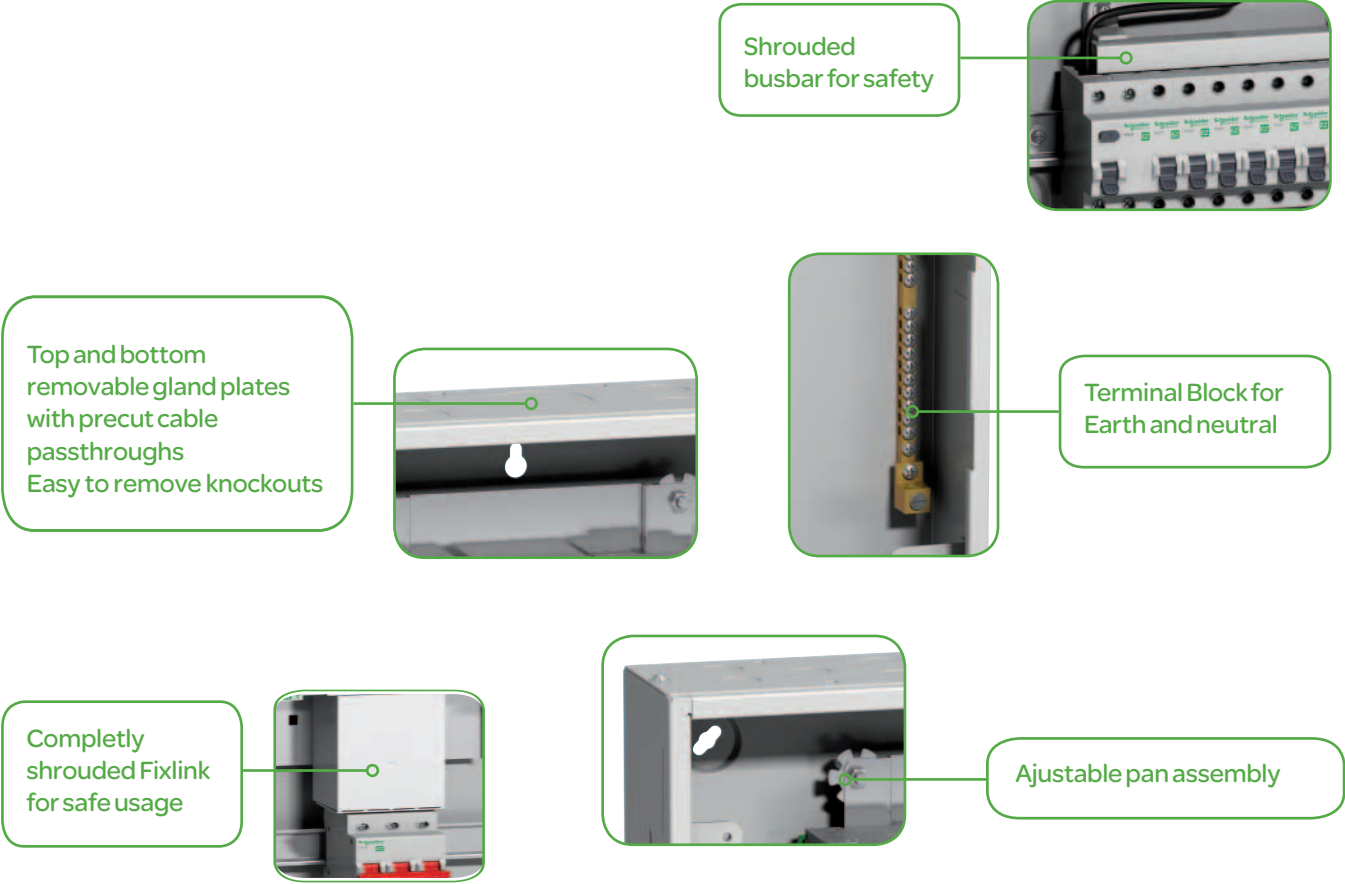 Shrouded
busbar for safety
Top and bottom
removable gland plates
with precut cable
passthroughs
Easy to remove knockouts
Terminal Block for
Earth and neutral
Completly
shrouded Fixlink
for safe usage
Ajustable pan assembly